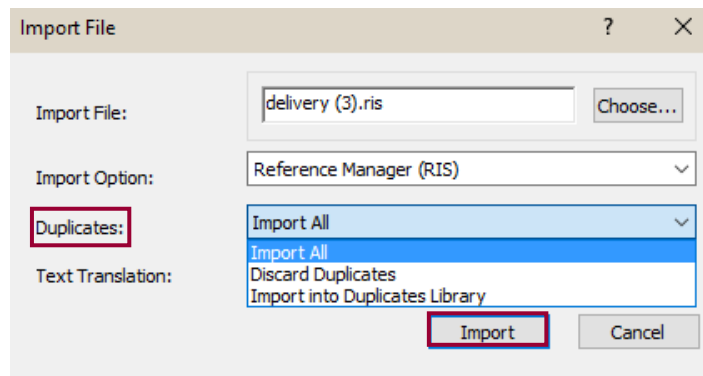 Import File ?
Import File: delivery (3).ris Choose...
Import Option: Reference Manager (RIS)
Duplicates: Import All
Import All
Text Translation: Discard Duplicates
Import into Duplicates Library
Import Cancel